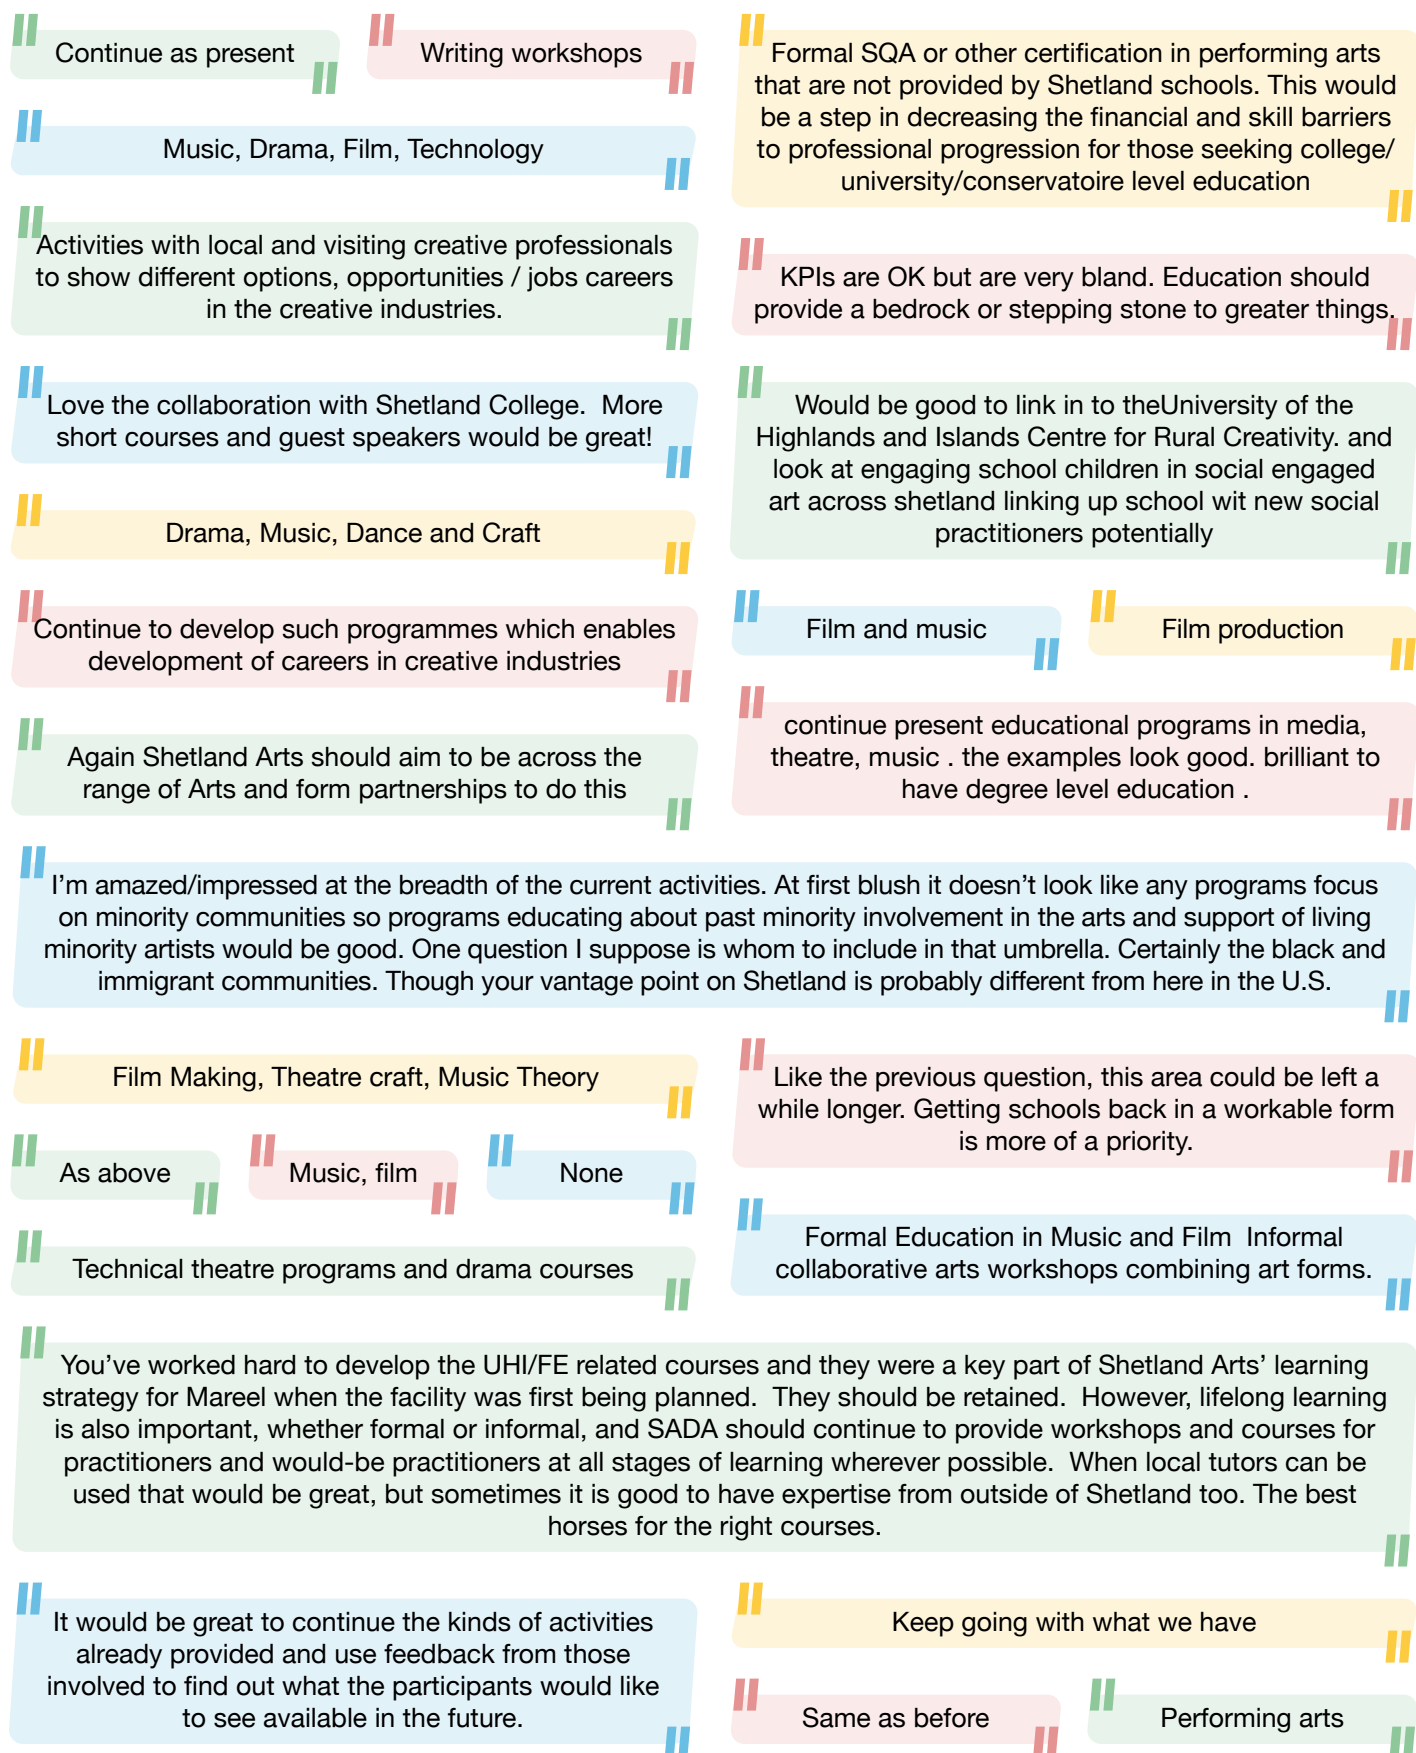 Continue as present
Writing workshops
Music, Drama, Film, Technology
Activities with local and visiting creative professionals
to show different options, opportunities / jobs careers
in the creative industries.
Love the collaboration with Shetland College.  More
short courses and guest speakers would be great!
Drama, Music, Dance and Craft
Continue to develop such programmes which enables
development of careers in creative industries
Again Shetland Arts should aim to be across the
range of Arts and form partnerships to do this
Formal SQA or other certification in performing arts
that are not provided by Shetland schools. This would
be a step in decreasing the financial and skill barriers
to professional progression for those seeking college/
university/conservatoire level education
KPIs are OK but are very bland. Education should
provide a bedrock or stepping stone to greater things.
Would be good to link in to theUniversity of the
Highlands and Islands Centre for Rural Creativity. and
look at engaging school children in social engaged
art across shetland linking up school wit new social
practitioners potentially
Film and music
Film production
continue present educational programs in media,
theatre, music . the examples look good. brilliant to
have degree level education .
I'm amazed/impressed at the breadth of the current activities. At first blush it doesn't look like any programs focus
on minority communities so programs educating about past minority involvement in the arts and support of living
minority artists would be good. One question I suppose is whom to include in that umbrella. Certainly the black and
immigrant communities. Though your vantage point on Shetland is probably different from here in the U.S.
Film Making, Theatre craft, Music Theory
As above
Music, film
None
Technical theatre programs and drama courses
Like the previous question, this area could be left a
while longer. Getting schools back in a workable form
is more of a priority.
Formal Education in Music and Film  Informal
collaborative arts workshops combining art forms.
You've worked hard to develop the UHI/FE related courses and they were a key part of Shetland Arts' learning
strategy for Mareel when the facility was first being planned.  They should be retained.  However, lifelong learning
is also important, whether formal or informal, and SADA should continue to provide workshops and courses for
practitioners and would-be practitioners at all stages of learning wherever possible.  When local tutors can be
used that would be great, but sometimes it is good to have expertise from outside of Shetland too. The best
horses for the right courses.
It would be great to continue the kinds of activities
already provided and use feedback from those
involved to find out what the participants would like
to see available in the future.
Keep going with what we have
Same as before
Performing arts